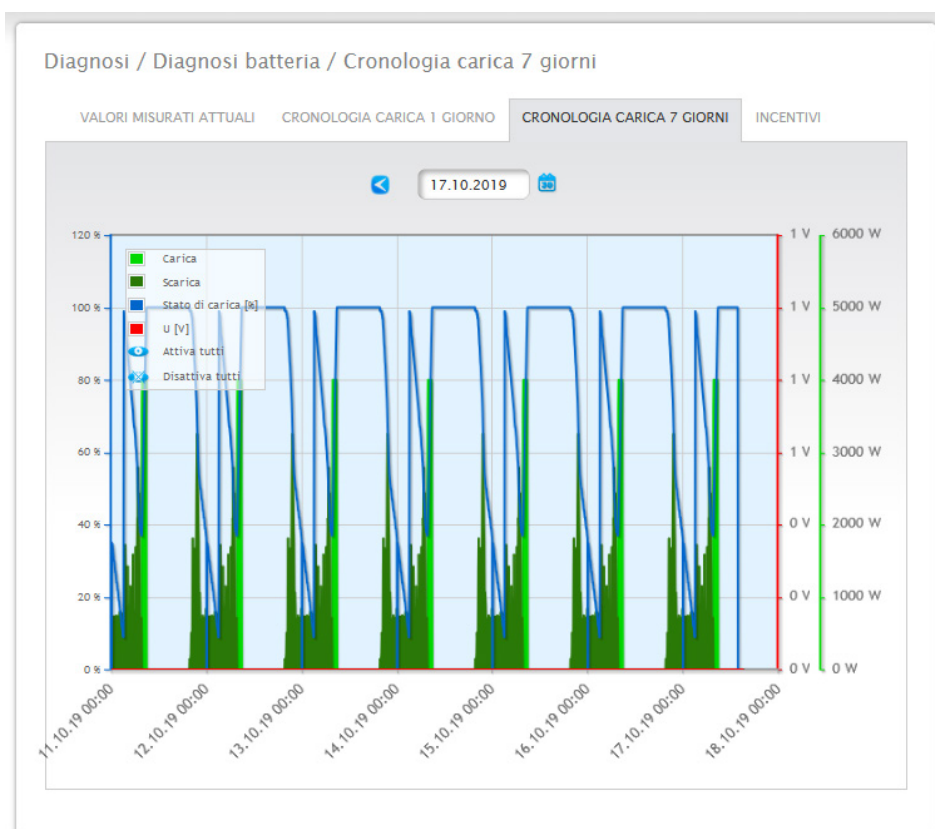 Diagnosi / Diagnosi batteria / Cronologia carica 7 giorni
VALORI MISURATI ATTUALI CRONOLOGIA CARICA 1 GIORNO CRONOLOGIA CARICA 7 GIORNI INCENTIVI
17.10.2019 30
120 % 1 V 6000 W
Carica
Scarica
100 % Stato di carica [%] 1 V 5000 W
U [V]
Attiva tutti
80 % Disattiva tutti 1 V 4000 W
60 % 1 V 3000 W
40 % 0 V 2000 W
20 % 0 V 1000 W
0 % 0 V 0 W
11.10.19 00:00 12.10.19 00:00 13.10.19 00:00 14.10.19 00:00 15.10.19 00:00 16.10.19 00:00 17.10.19 00:00 18.10.19 00:00